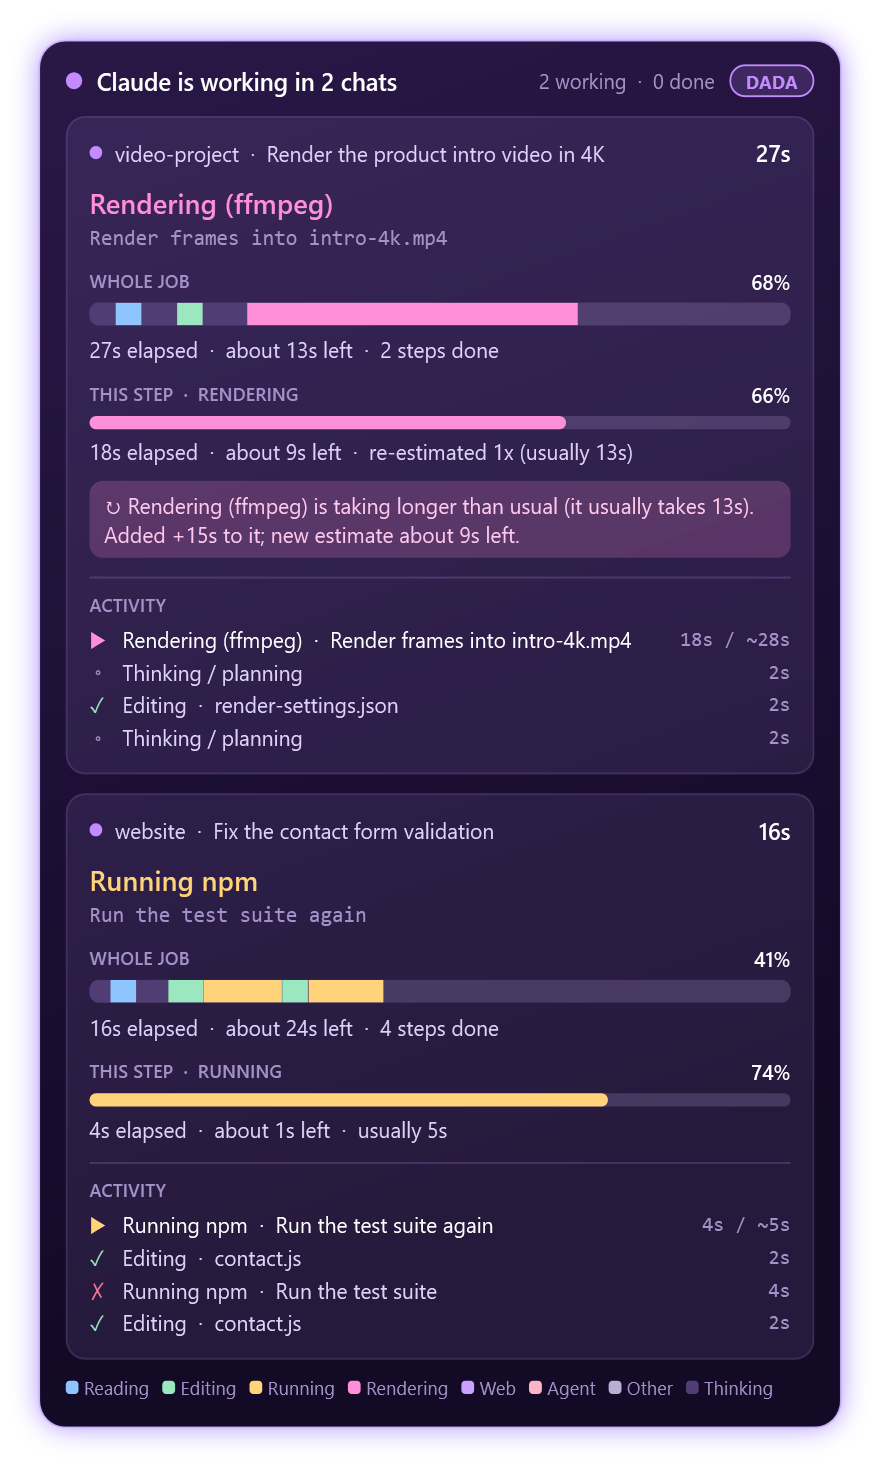 Claude is working in 2 chats 2 working · 0 done DADA
video-project · Render the product intro video in 4K 27s
Rendering (ffmpeg)
Render frames into intro-4k.mp4
WHOLE JOB 68%
27s elapsed · about 13s left · 2 steps done
THIS STEP · RENDERING 66%
18s elapsed · about 9s left · re-estimated 1x (usually 13s)
↻ Rendering (ffmpeg) is taking longer than usual (it usually takes 13s).
Added +15s to it; new estimate about 9s left.
ACTIVITY
▶ Rendering (ffmpeg) · Render frames into intro-4k.mp4 18s / ~28s
◦ Thinking / planning 2s
✓ Editing · render-settings.json 2s
◦ Thinking / planning 2s
website · Fix the contact form validation 16s
Running npm
Run the test suite again
WHOLE JOB 41%
16s elapsed · about 24s left · 4 steps done
THIS STEP · RUNNING 74%
4s elapsed · about 1s left · usually 5s
ACTIVITY
▶ Running npm · Run the test suite again 4s / ~5s
✓ Editing · contact.js 2s
✗ Running npm · Run the test suite 4s
✓ Editing · contact.js 2s
Reading Editing Running Rendering Web Agent Other Thinking